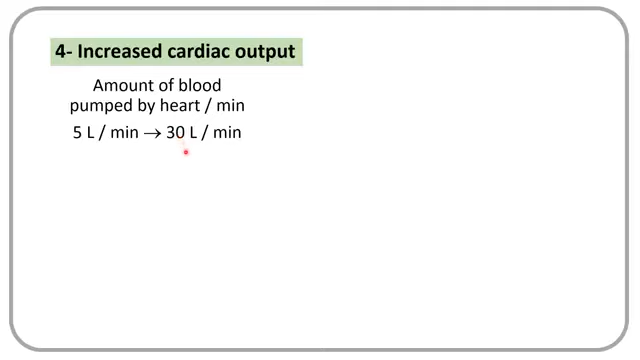 4- Increased cardiac output
Amount of blood
pumped by heart / min
5 L / min → 30 L / min